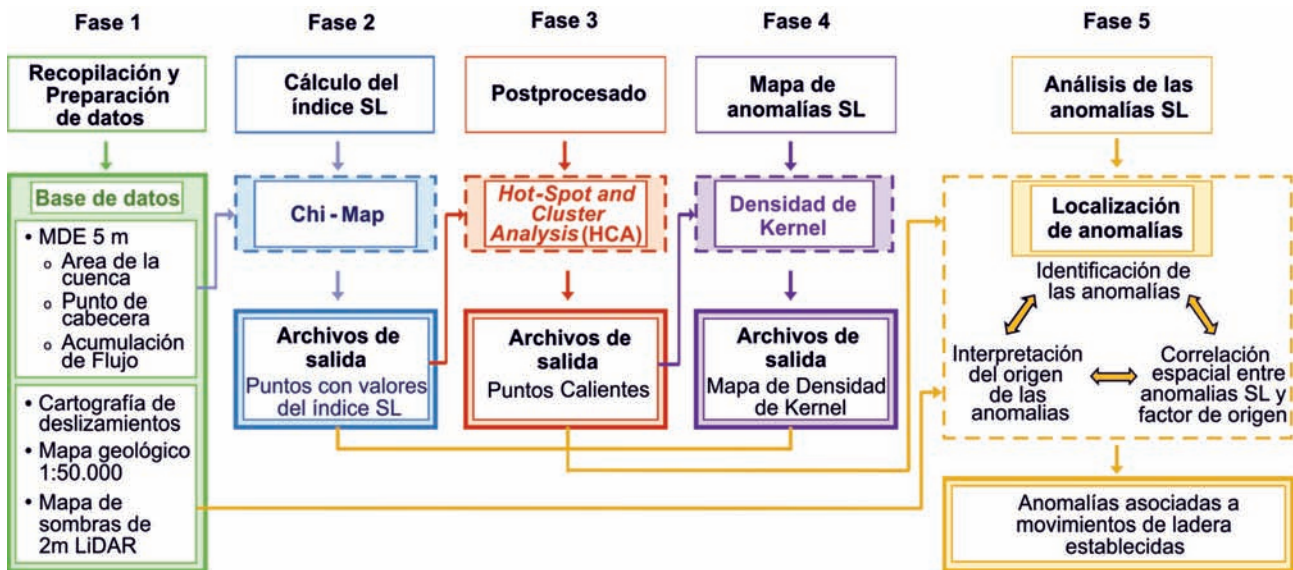 Fase 1
Fase 2
Fase 3
Fase 4
Fase 5
Recopilación y
Preparación
de datos
Cálculo del
índice SL
Postprocesado
Mapa de
anomalías SL
Análisis de las
anomalías SL
Base de datos
• MDE 5 m
o Area de la
cuenca
o Punto de
cabecera
o Acumulación
de Flujo
• Cartografía de
deslizamientos
• Mapa geológico
1:50.000
• Mapa de
sombras de
2m LiDAR
Chi - Map
Archivos de
salida
Puntos con valores
del índice SL
Hot-Spot and
Cluster
Analysis (HCA)
Archivos de
salida
Puntos Calientes
Densidad de
Kernel
Archivos de
salida
Mapa de Densidad
de Kernel
Localización
de anomalías
Identificación de
las anomalías
Interpretación
del origen
de las
anomalias
Correlación
espacial entre
anomalias SL y
factor de origen
Anomalías asociadas a
movimientos de ladera
establecidas